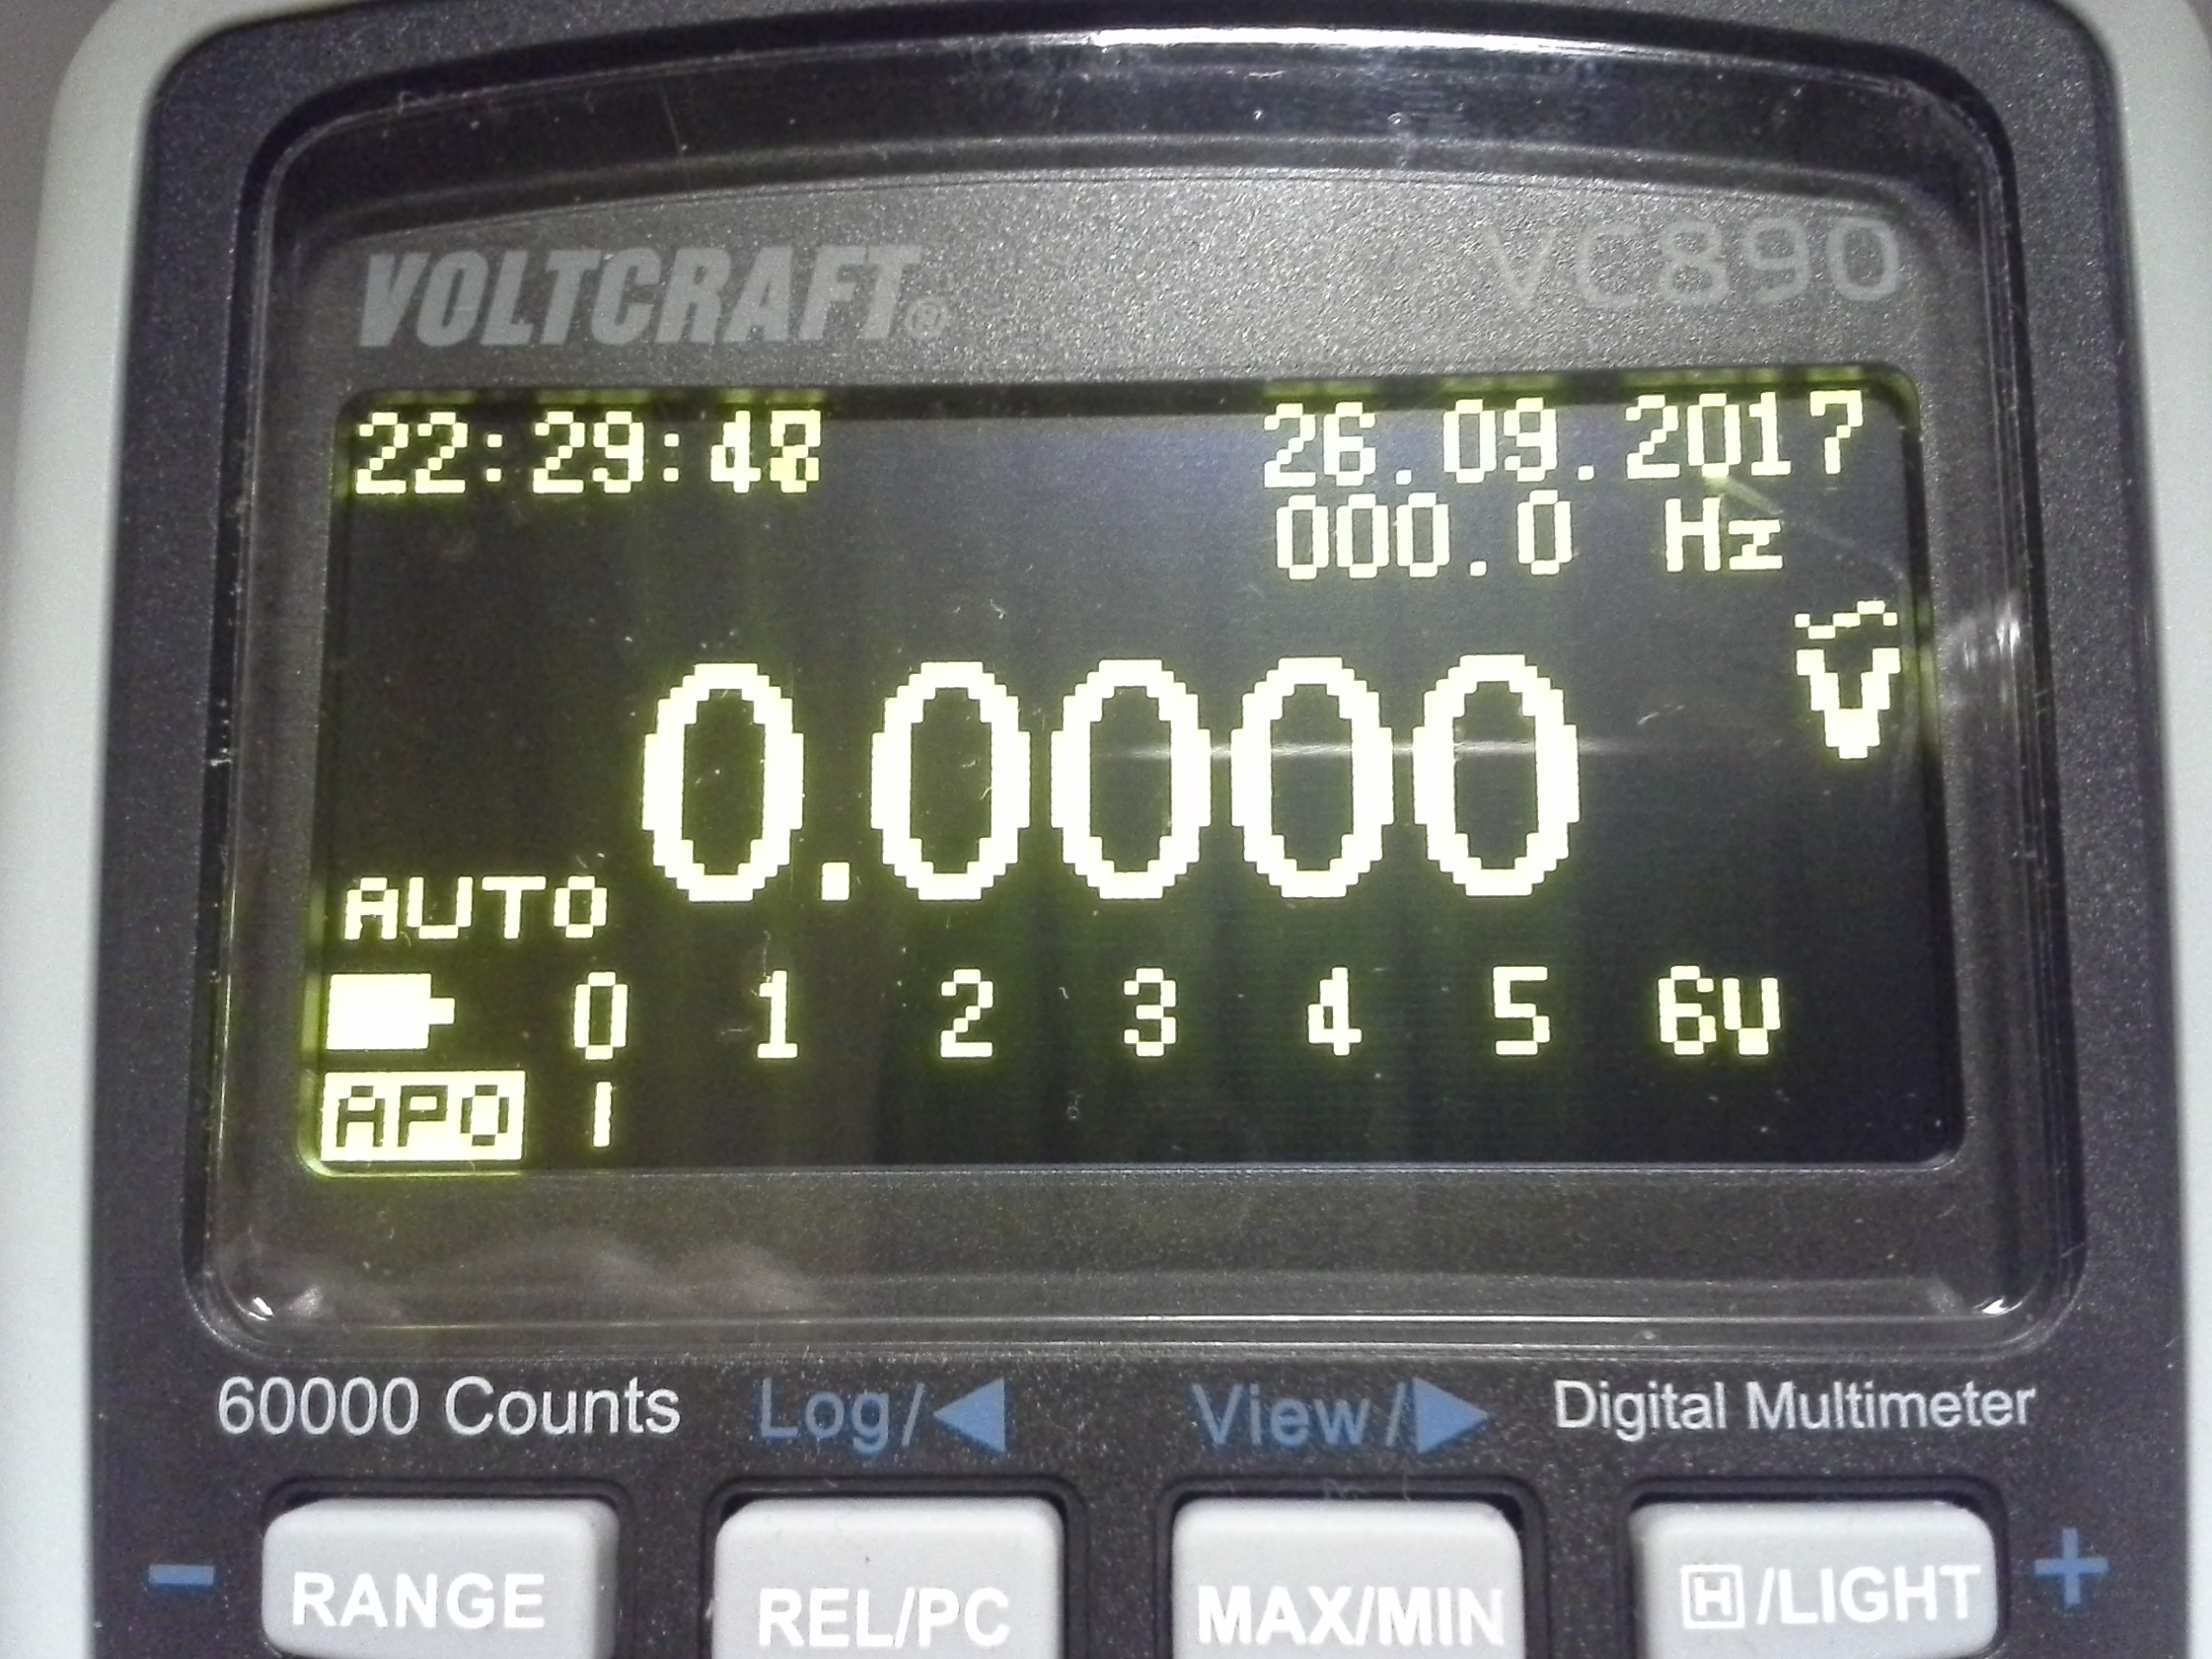 VOLTCRAFT®
VC890
22:29:48
26.09.2017
000.0 Hz
0.0000
Ṽ
AUTO
0 1 2 3 4 5 6V
APO
60000 Counts
Log/◀
View/▶
Digital Multimeter
- RANGE
REL/PC
MAX/MIN
H/LIGHT +